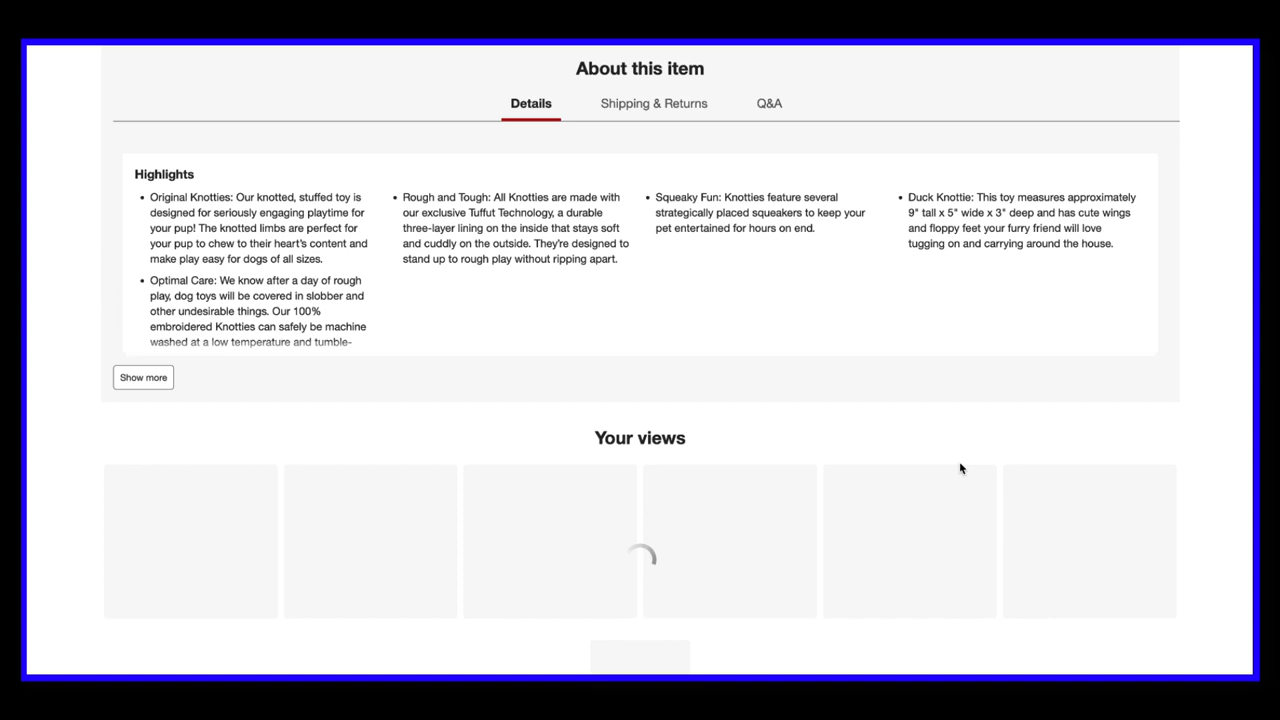 About this item
Details
Shipping & Returns
Q&A
Highlights
• Original Knotties: Our knotted, stuffed toy is
designed for seriously engaging playtime for
your pup! The knotted limbs are perfect for
your pup to chew to their heart's content and
make play easy for dogs of all sizes.
• Optimal Care: We know after a day of rough
play, dog toys will be covered in slobber and
other undesirable things. Our 100%
embroidered Knotties can safely be machine
washed at a low temperature and tumble-
• Rough and Tough: All Knotties are made with
our exclusive Tuffut Technology, a durable
three-layer lining on the inside that stays soft
and cuddly on the outside. They're designed to
stand up to rough play without ripping apart.
• Squeaky Fun: Knotties feature several
strategically placed squeakers to keep your
pet entertained for hours on end.
• Duck Knottie: This toy measures approximately
9" tall x 5" wide x 3" deep and has cute wings
and floppy feet your furry friend will love
tugging on and carrying around the house.
Show more
Your views